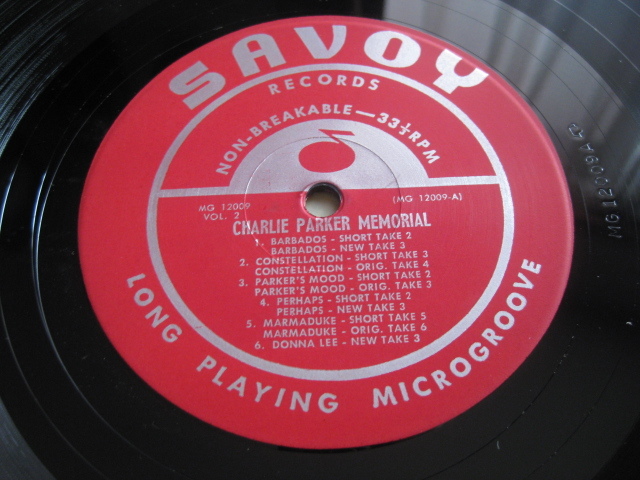 SAVOY
RECORDS
NON-BREAKABLE—33⅓RPM
MG 12009
VOL. 2
(MG 12009-A)
CHARLIE PARKER MEMORIAL
1. BARBADOS - SHORT TAKE 2
BARBADOS - NEW TAKE 3
2. CONSTELLATION - SHORT TAKE 3
CONSTELLATION - ORIG. TAKE 4
3. PARKER'S MOOD - SHORT TAKE 2
PARKER'S MOOD - ORIG. TAKE 3
4. PERHAPS - SHORT TAKE 2
PERHAPS - NEW TAKE 3
5. MARMADUKE - SHORT TAKE 5
MARMADUKE - ORIG. TAKE 6
6. DONNA LEE - NEW TAKE 3
LONG PLAYING MICROGROOVE